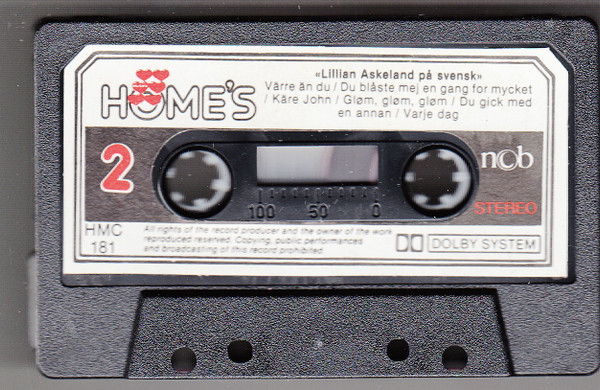 «Lillian Askeland på svensk»
HOME'S
Värre än du / Du blåste mej en gang for mycket
/ Käre John / Gløm, gløm, gløm / Du gick med
en annan / Varje dag
2
ncb
100 50 0
STEREO
HMC
181
All rights of the record producer and the owner of the work
reproduced reserved. Copying, public performances
and broadcasting of this record prohibited.
DOLBY SYSTEM